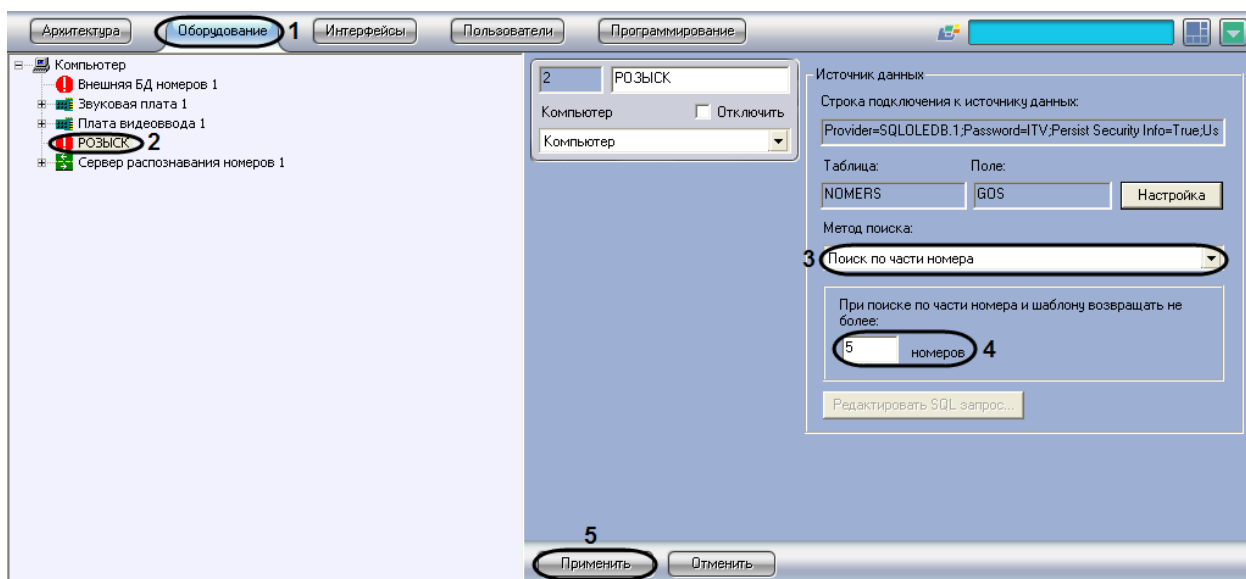 Архитектура Оборудование 1 Интерфейсы Пользователи Программирование
Компьютер
Внешняя БД номеров 1
Звуковая плата 1
Плата видеоввода 1
РОЗЫСК 2
Сервер распознавания номеров 1
2 РОЗЫСК
Компьютер Отключить
Компьютер
Источник данных
Строка подключения к источнику данных:
Provider=SQLOLEDB.1;Password=ITV;Persist Security Info=True;Us
Таблица: Поле:
NOMERS GOS Настройка
Метод поиска:
3 Поиск по части номера
При поиске по части номера и шаблону возвращать не
более:
5 номеров 4
Редактировать SQL запрос...
5
Применить Отменить